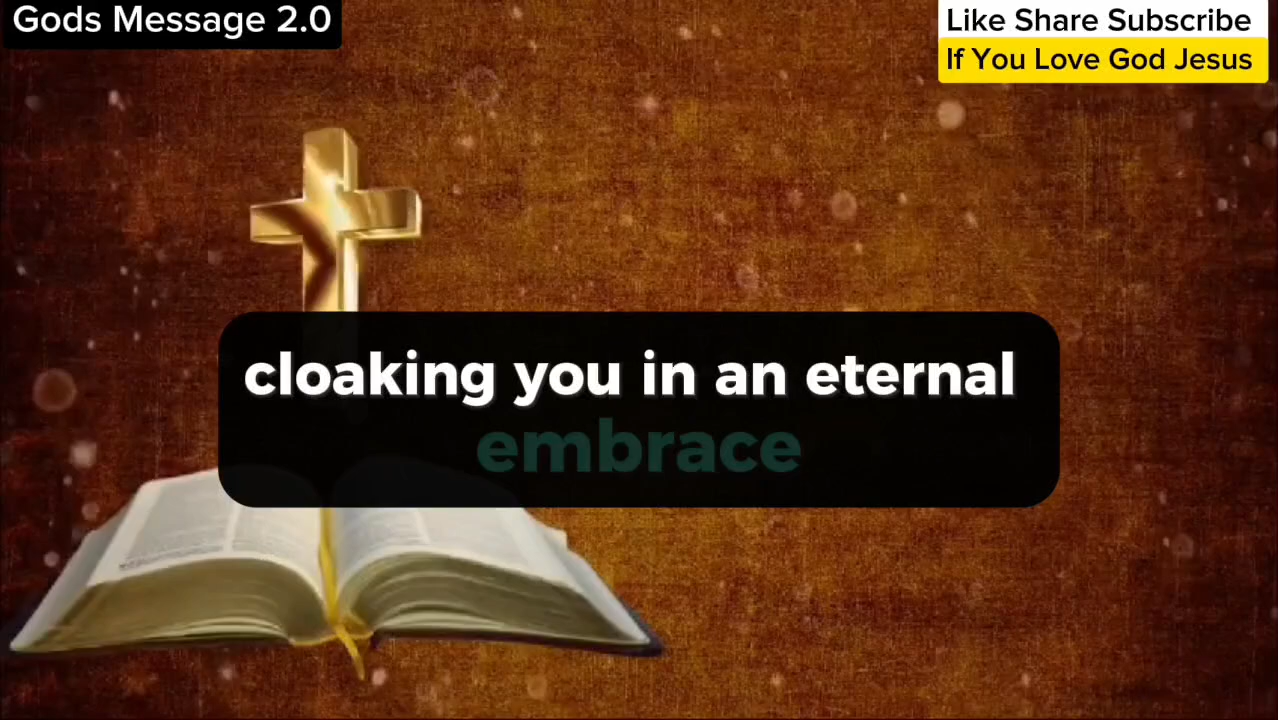 Gods Message 2.0
Like Share Subscribe
If You Love God Jesus
cloaking you in an eternal
embrace